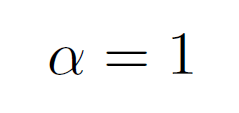 α = 1